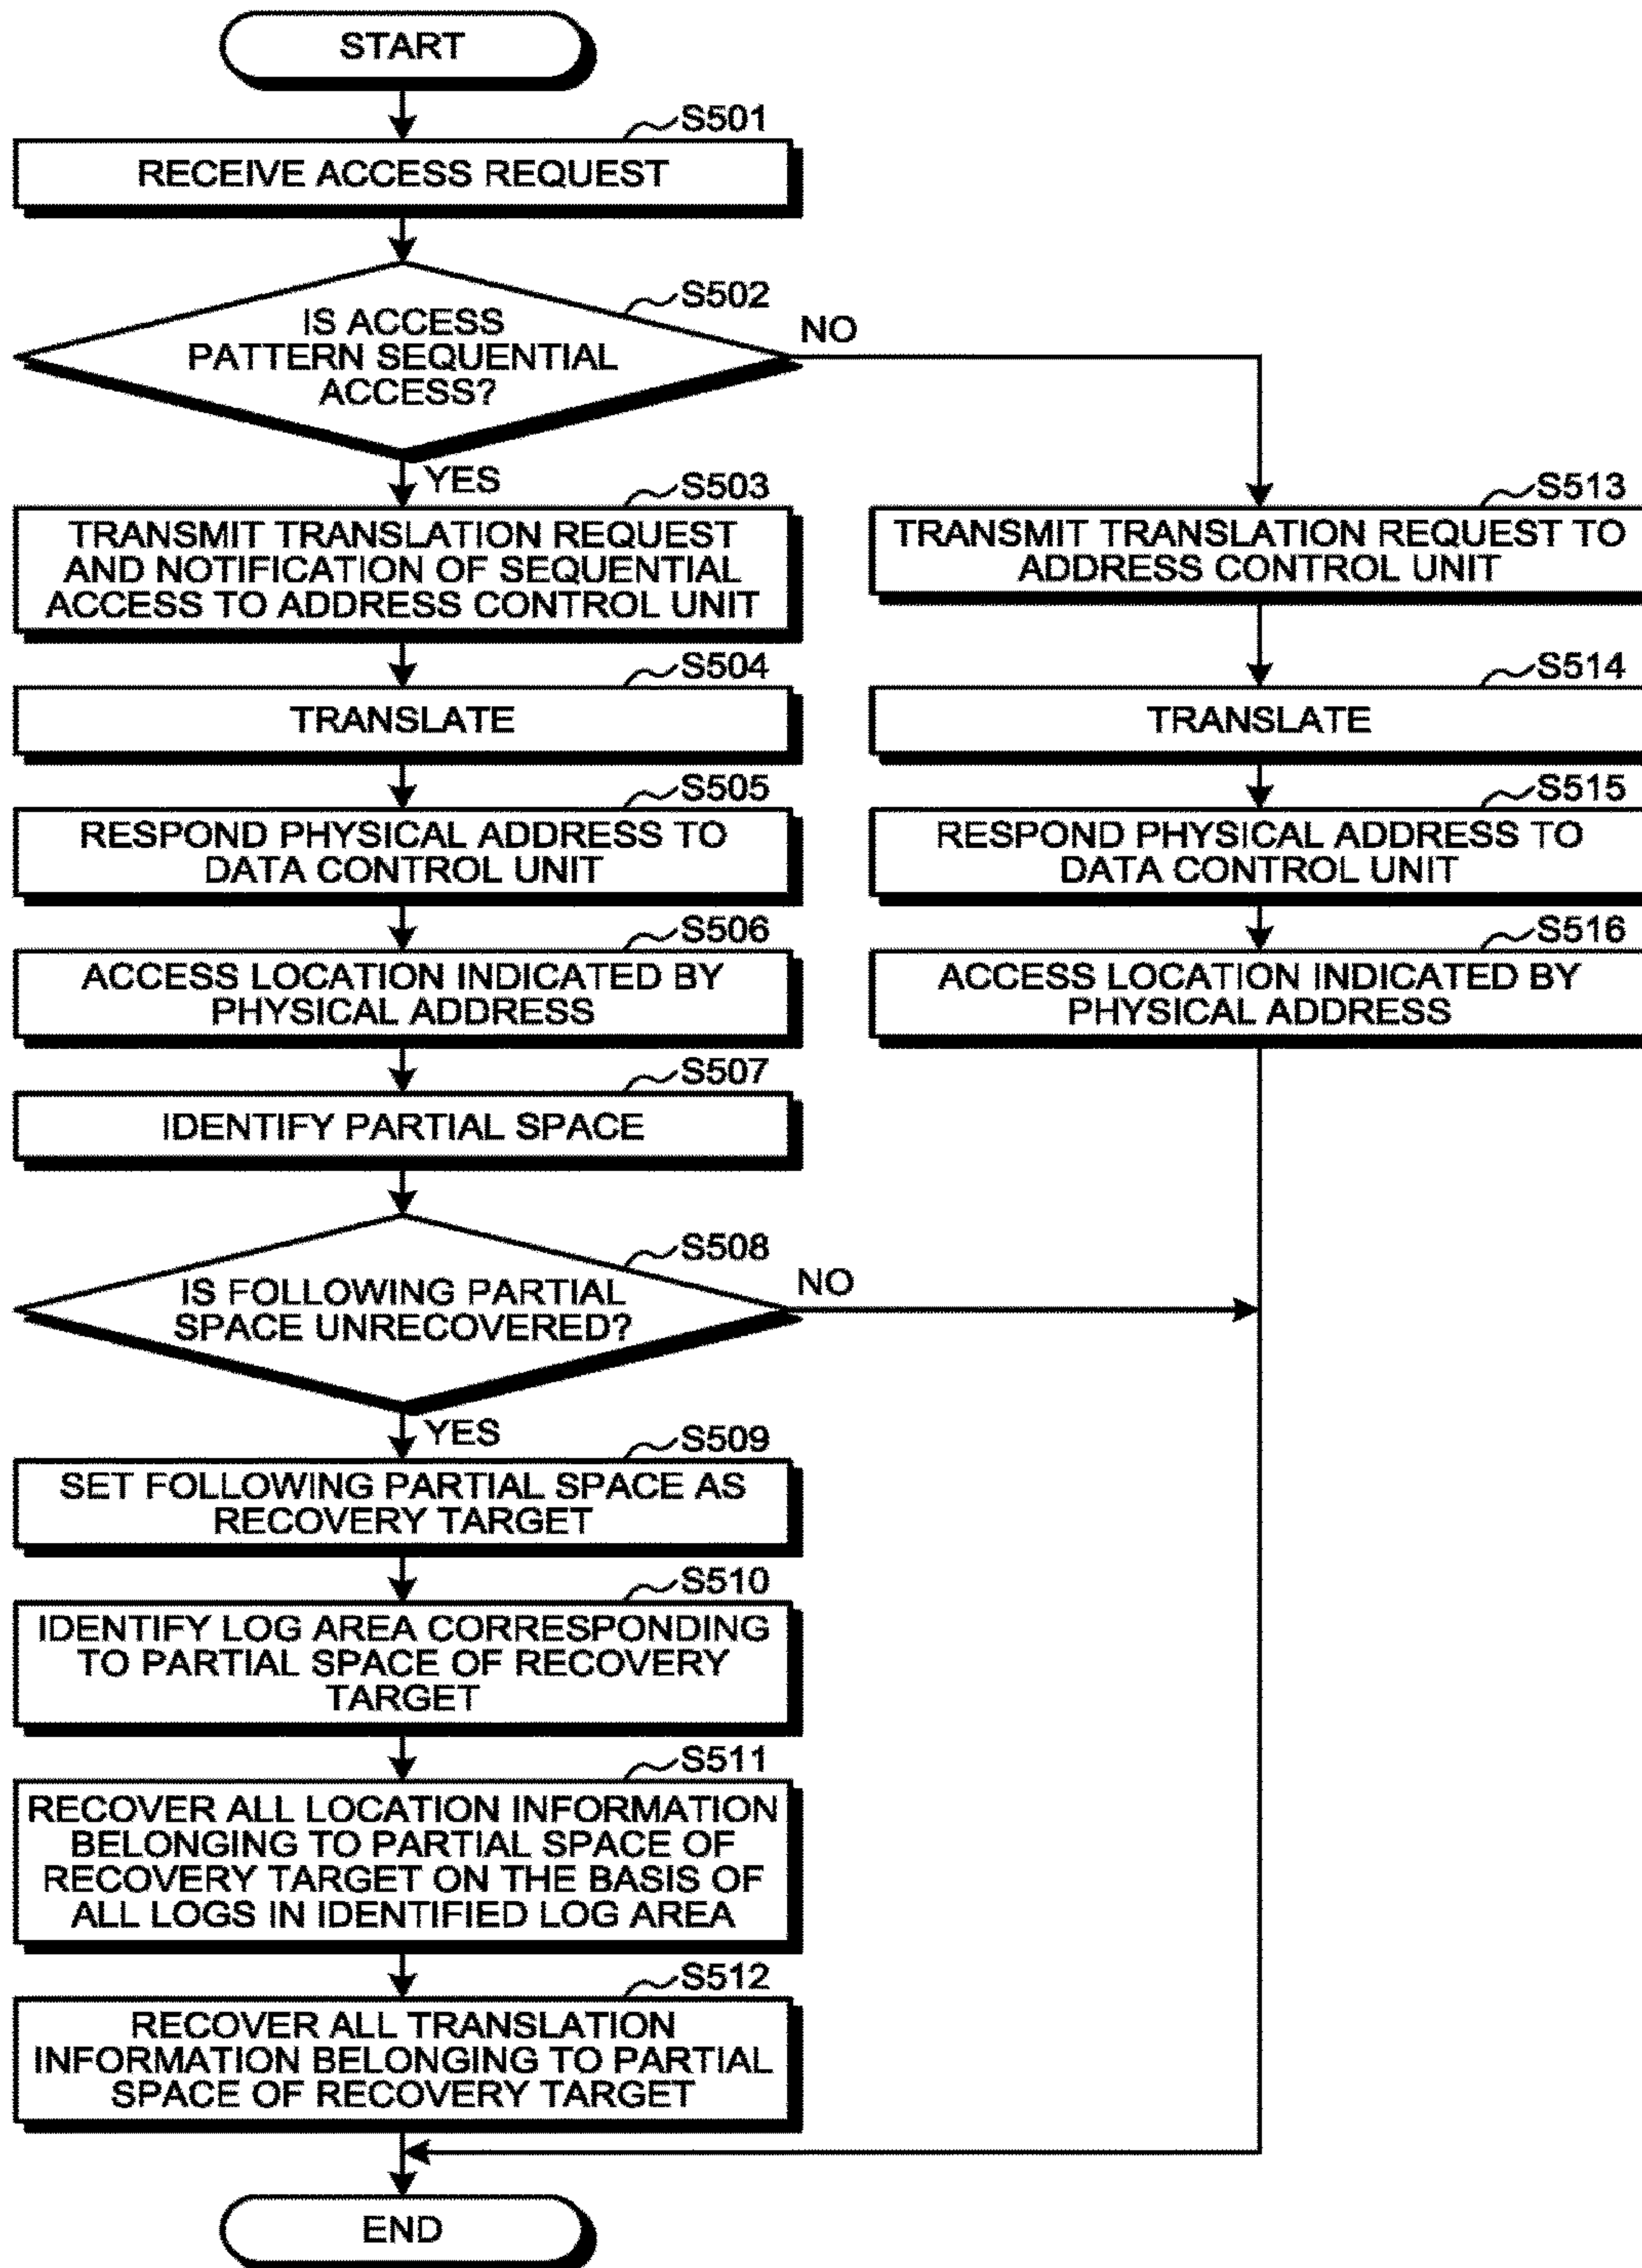 START
S501
RECEIVE ACCESS REQUEST
S502
IS ACCESS
PATTERN SEQUENTIAL
ACCESS?
NO
YES
S503
TRANSMIT TRANSLATION REQUEST
AND NOTIFICATION OF SEQUENTIAL
ACCESS TO ADDRESS CONTROL UNIT
S504
TRANSLATE
S505
RESPOND PHYSICAL ADDRESS TO
DATA CONTROL UNIT
S506
ACCESS LOCATION INDICATED BY
PHYSICAL ADDRESS
S507
IDENTIFY PARTIAL SPACE
S508
IS FOLLOWING PARTIAL
SPACE UNRECOVERED?
NO
YES
S509
SET FOLLOWING PARTIAL SPACE AS
RECOVERY TARGET
S510
IDENTIFY LOG AREA CORRESPONDING
TO PARTIAL SPACE OF RECOVERY
TARGET
S511
RECOVER ALL LOCATION INFORMATION
BELONGING TO PARTIAL SPACE OF
RECOVERY TARGET ON THE BASIS OF
ALL LOGS IN IDENTIFIED LOG AREA
S512
RECOVER ALL TRANSLATION
INFORMATION BELONGING TO PARTIAL
SPACE OF RECOVERY TARGET
S513
TRANSMIT TRANSLATION REQUEST TO
ADDRESS CONTROL UNIT
S514
TRANSLATE
S515
RESPOND PHYSICAL ADDRESS TO
DATA CONTROL UNIT
S516
ACCESS LOCATION INDICATED BY
PHYSICAL ADDRESS
END